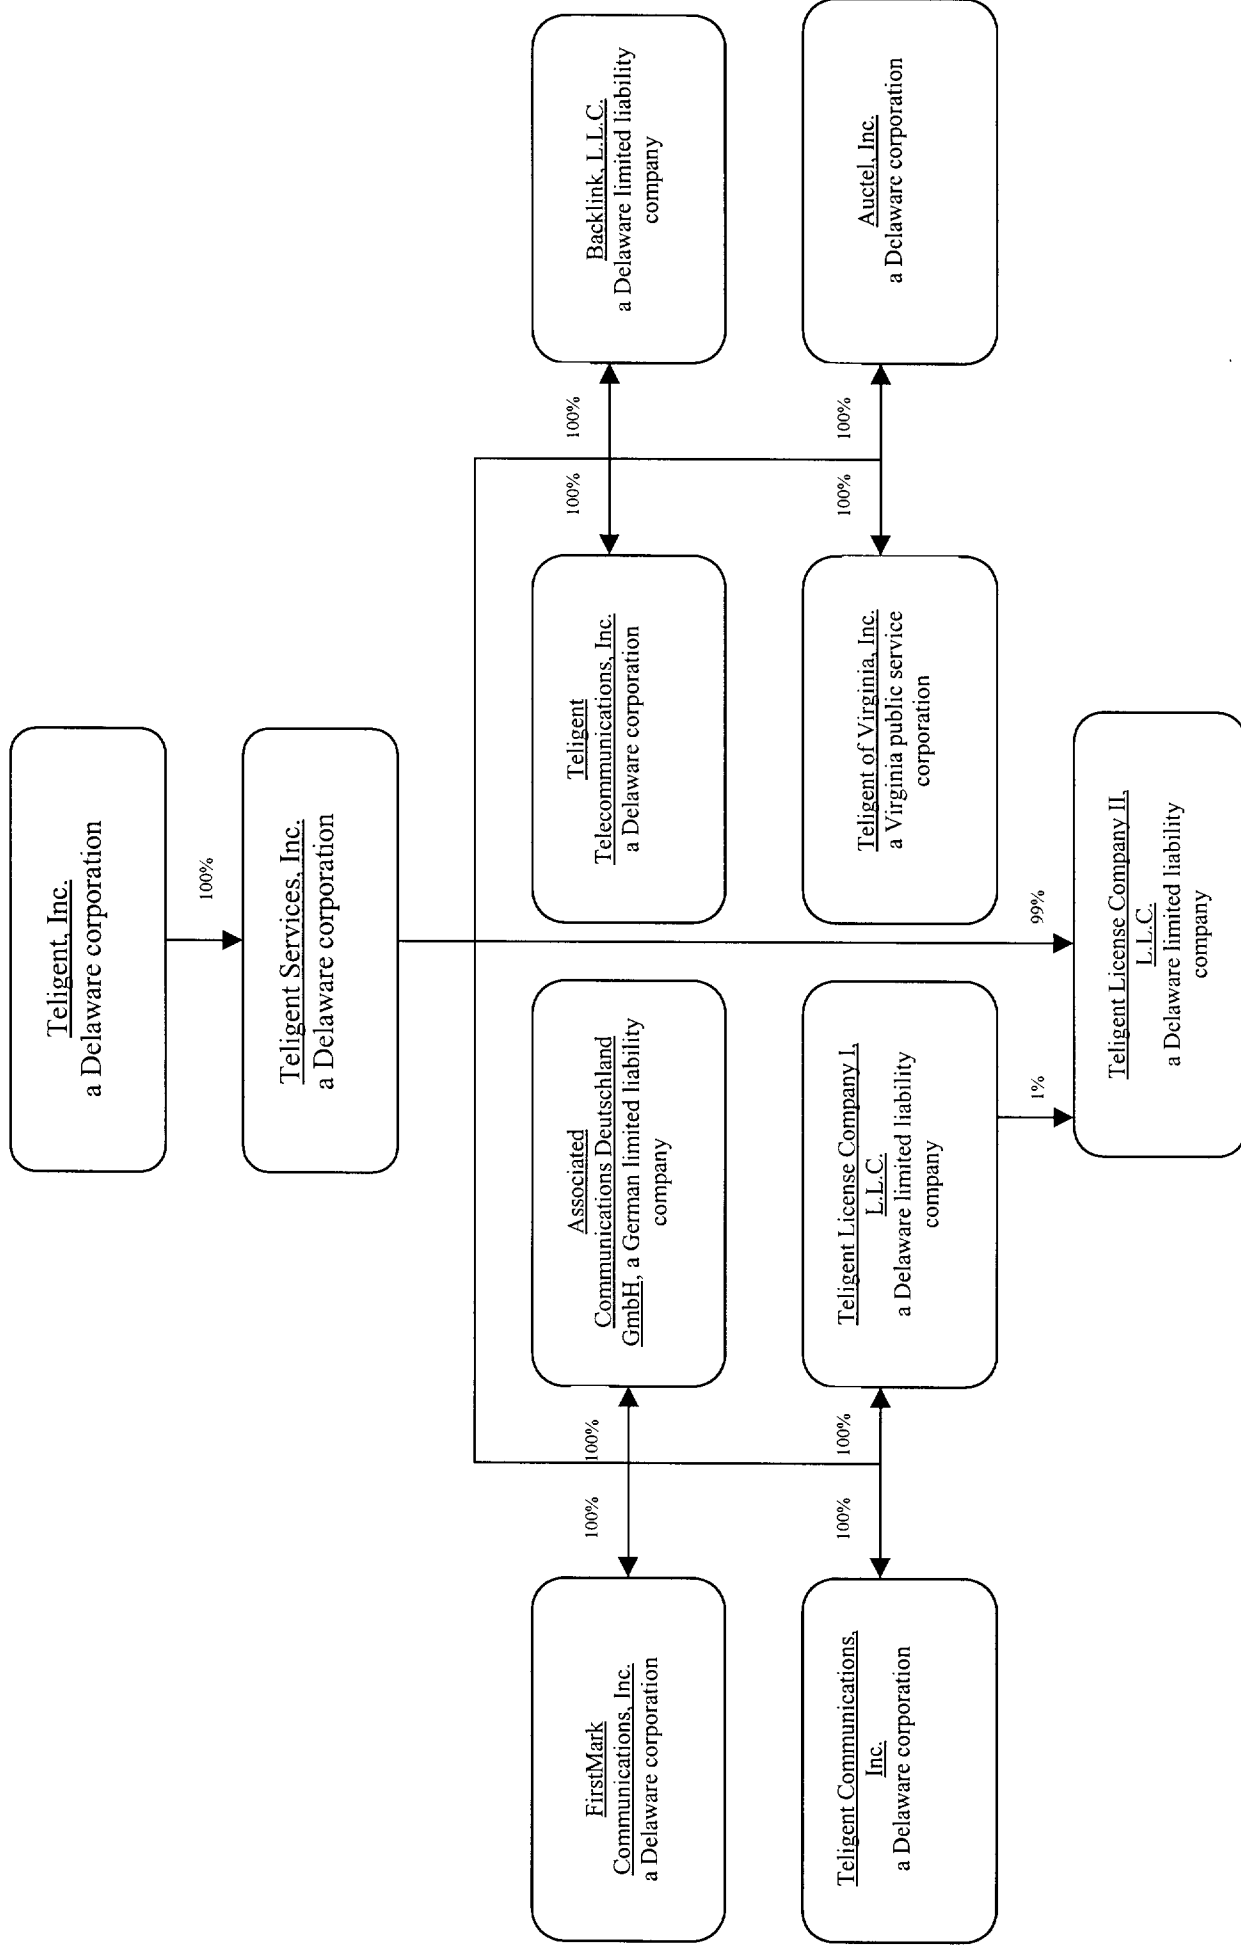 Teligent, Inc.
a Delaware corporation
100%
Teligent Services, Inc.
a Delaware corporation
FirstMark
Communications, Inc.
a Delaware corporation
100%
100%
Associated
Communications Deutschland
GmbH, a German limited liability
company
Teligent
Telecommunications, Inc.
a Delaware corporation
100%
100%
Backlink, L.L.C.
a Delaware limited liability
company
Teligent Communications,
Inc.
a Delaware corporation
100%
100%
Teligent License Company I,
L.L.C.
a Delaware limited liability
company
Teligent of Virginia, Inc.
a Virginia public service
corporation
100%
100%
Auctel, Inc.
a Delaware corporation
1%
99%
Teligent License Company II,
L.L.C.
a Delaware limited liability
company